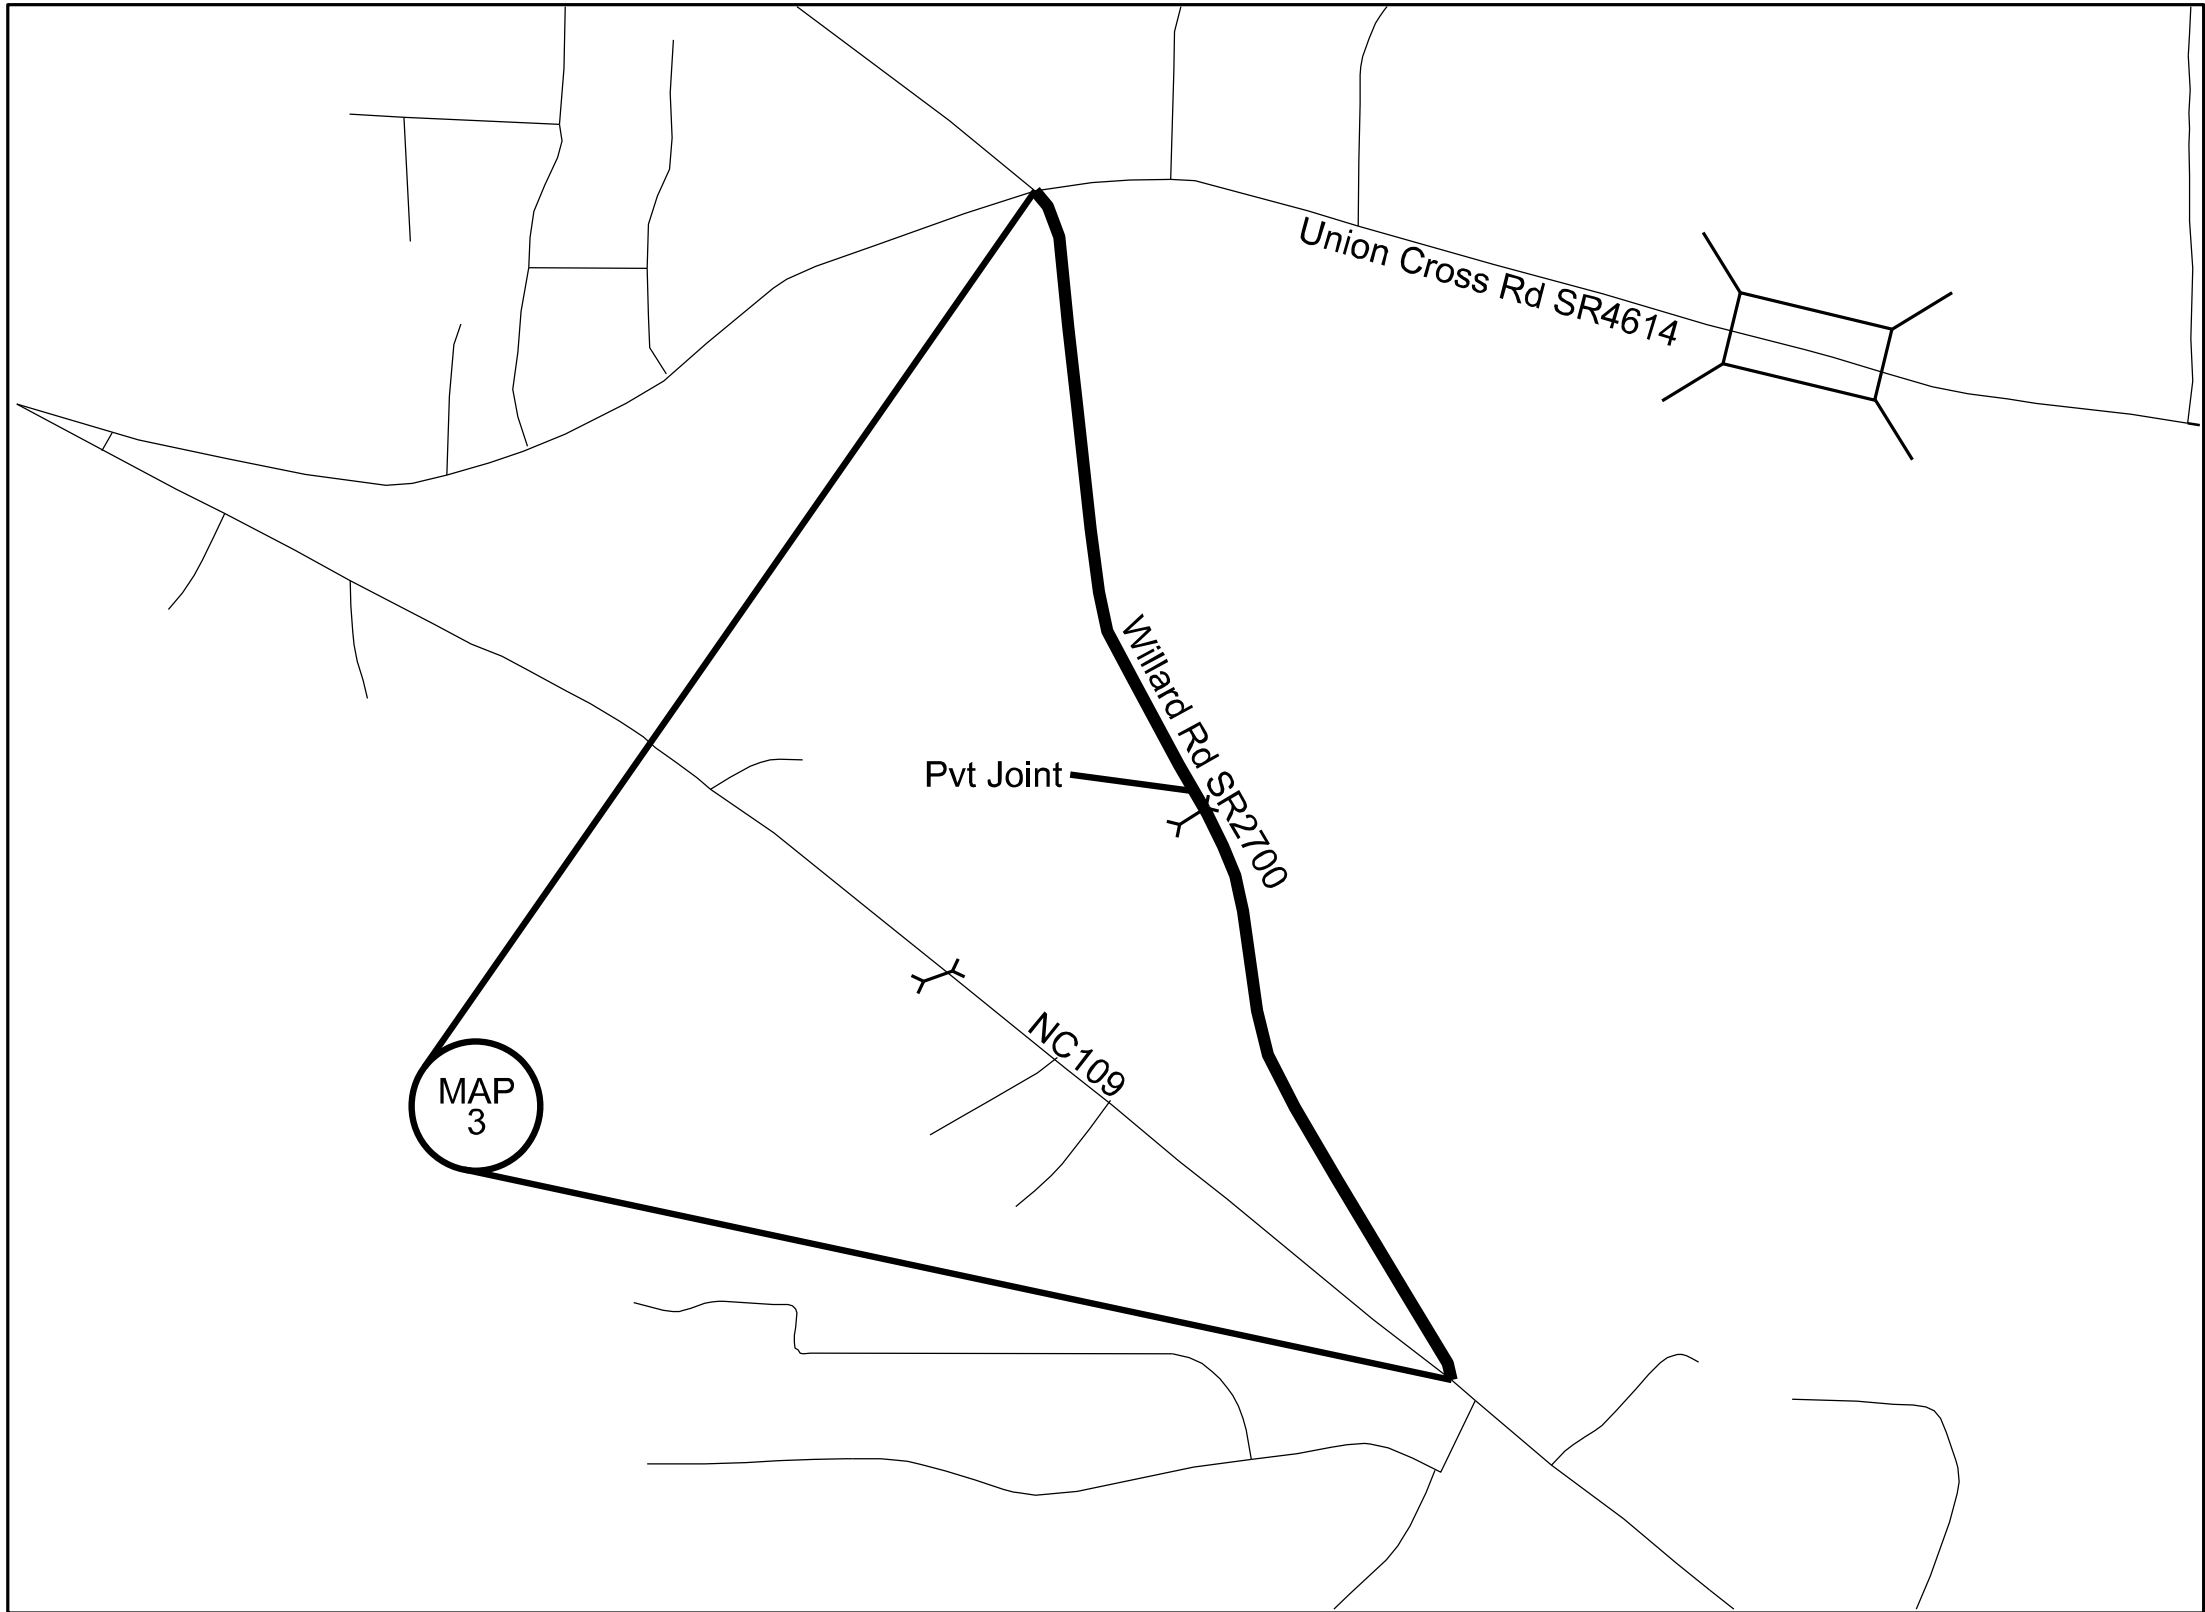 Union Cross Rd SR4614
Willard Rd SR2700
Pvt Joint
NC109
MAP
3